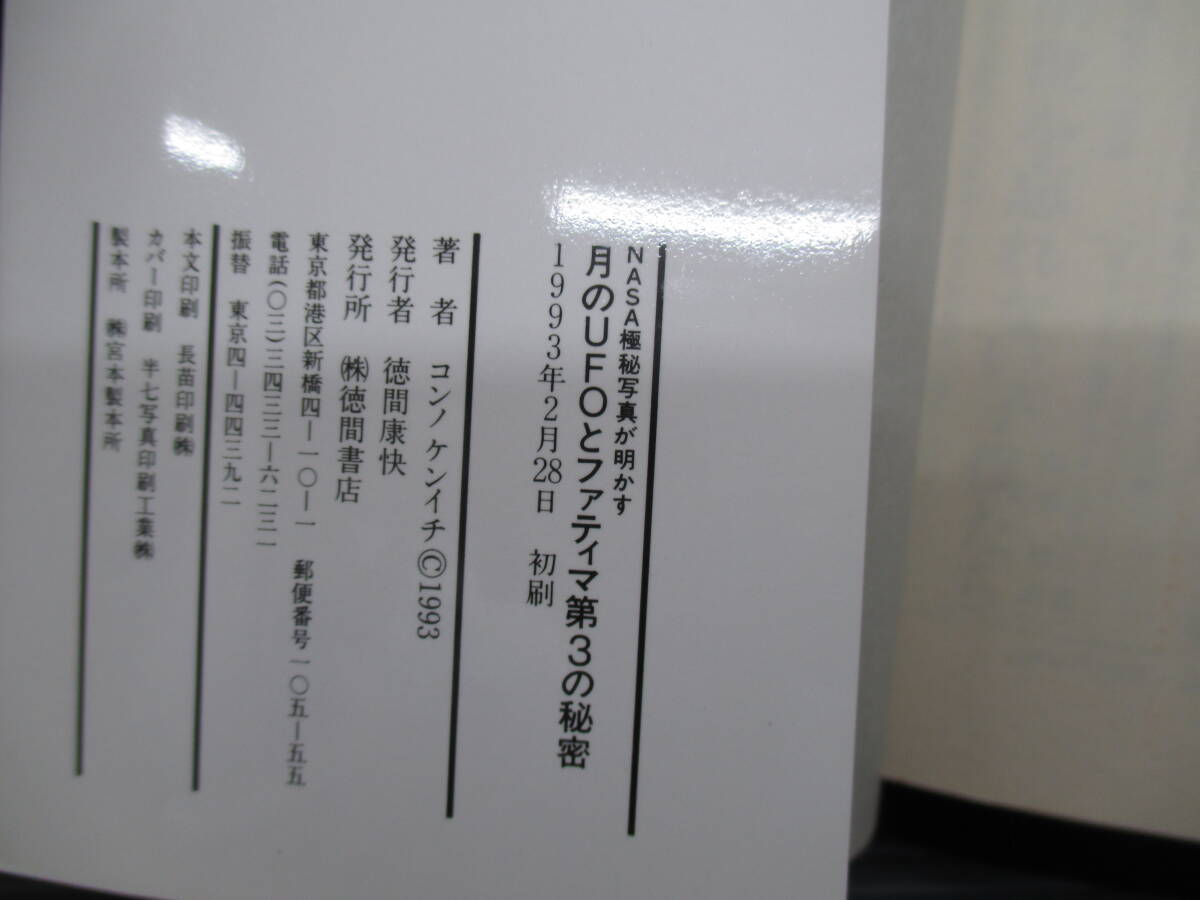 NASA極秘写真が明かす
月のUFOとファティマ第3の秘密
1993年2月28日　初刷
著　者　コンノ ケンイチ ©1993
発行者　徳間康快
発行所　㈱徳間書店
東京都港区新橋四ー一〇ー一　郵便番号一〇五ー五五
電話(〇三)三四三三ー六二三一
振替　東京四ー四四三九二
本文印刷　長苗印刷㈱
カバー印刷　半七写真印刷工業㈱
製本所　㈱宮本製本所